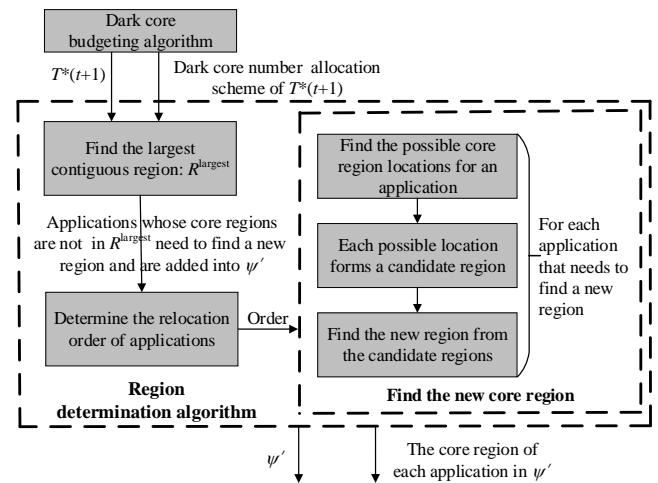 Dark core
budgeting algorithm
T*(t+1)
Dark core number allocation
scheme of T*(t+1)
Find the largest
contiguous region: R^largest
Applications whose core regions
are not in R^largest need to find a new
region and are added into ψ′
Determine the relocation
order of applications
Order
Region
determination algorithm
Find the possible core
region locations for an
application
Each possible location
forms a candidate region
Find the new region from
the candidate regions
For each
application
that needs to
find a new
region
Find the new core region
ψ′
The core region of
each application in ψ′